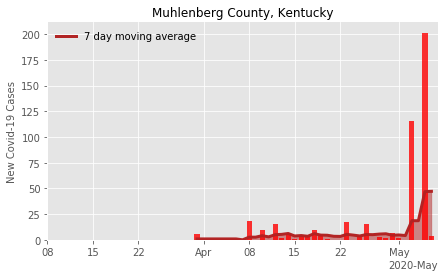 Muhlenberg County, Kentucky
7 day moving average
New Covid-19 Cases
200
175
150
125
100
75
50
25
0
08 15 22 Apr 08 15 22 May
2020-May